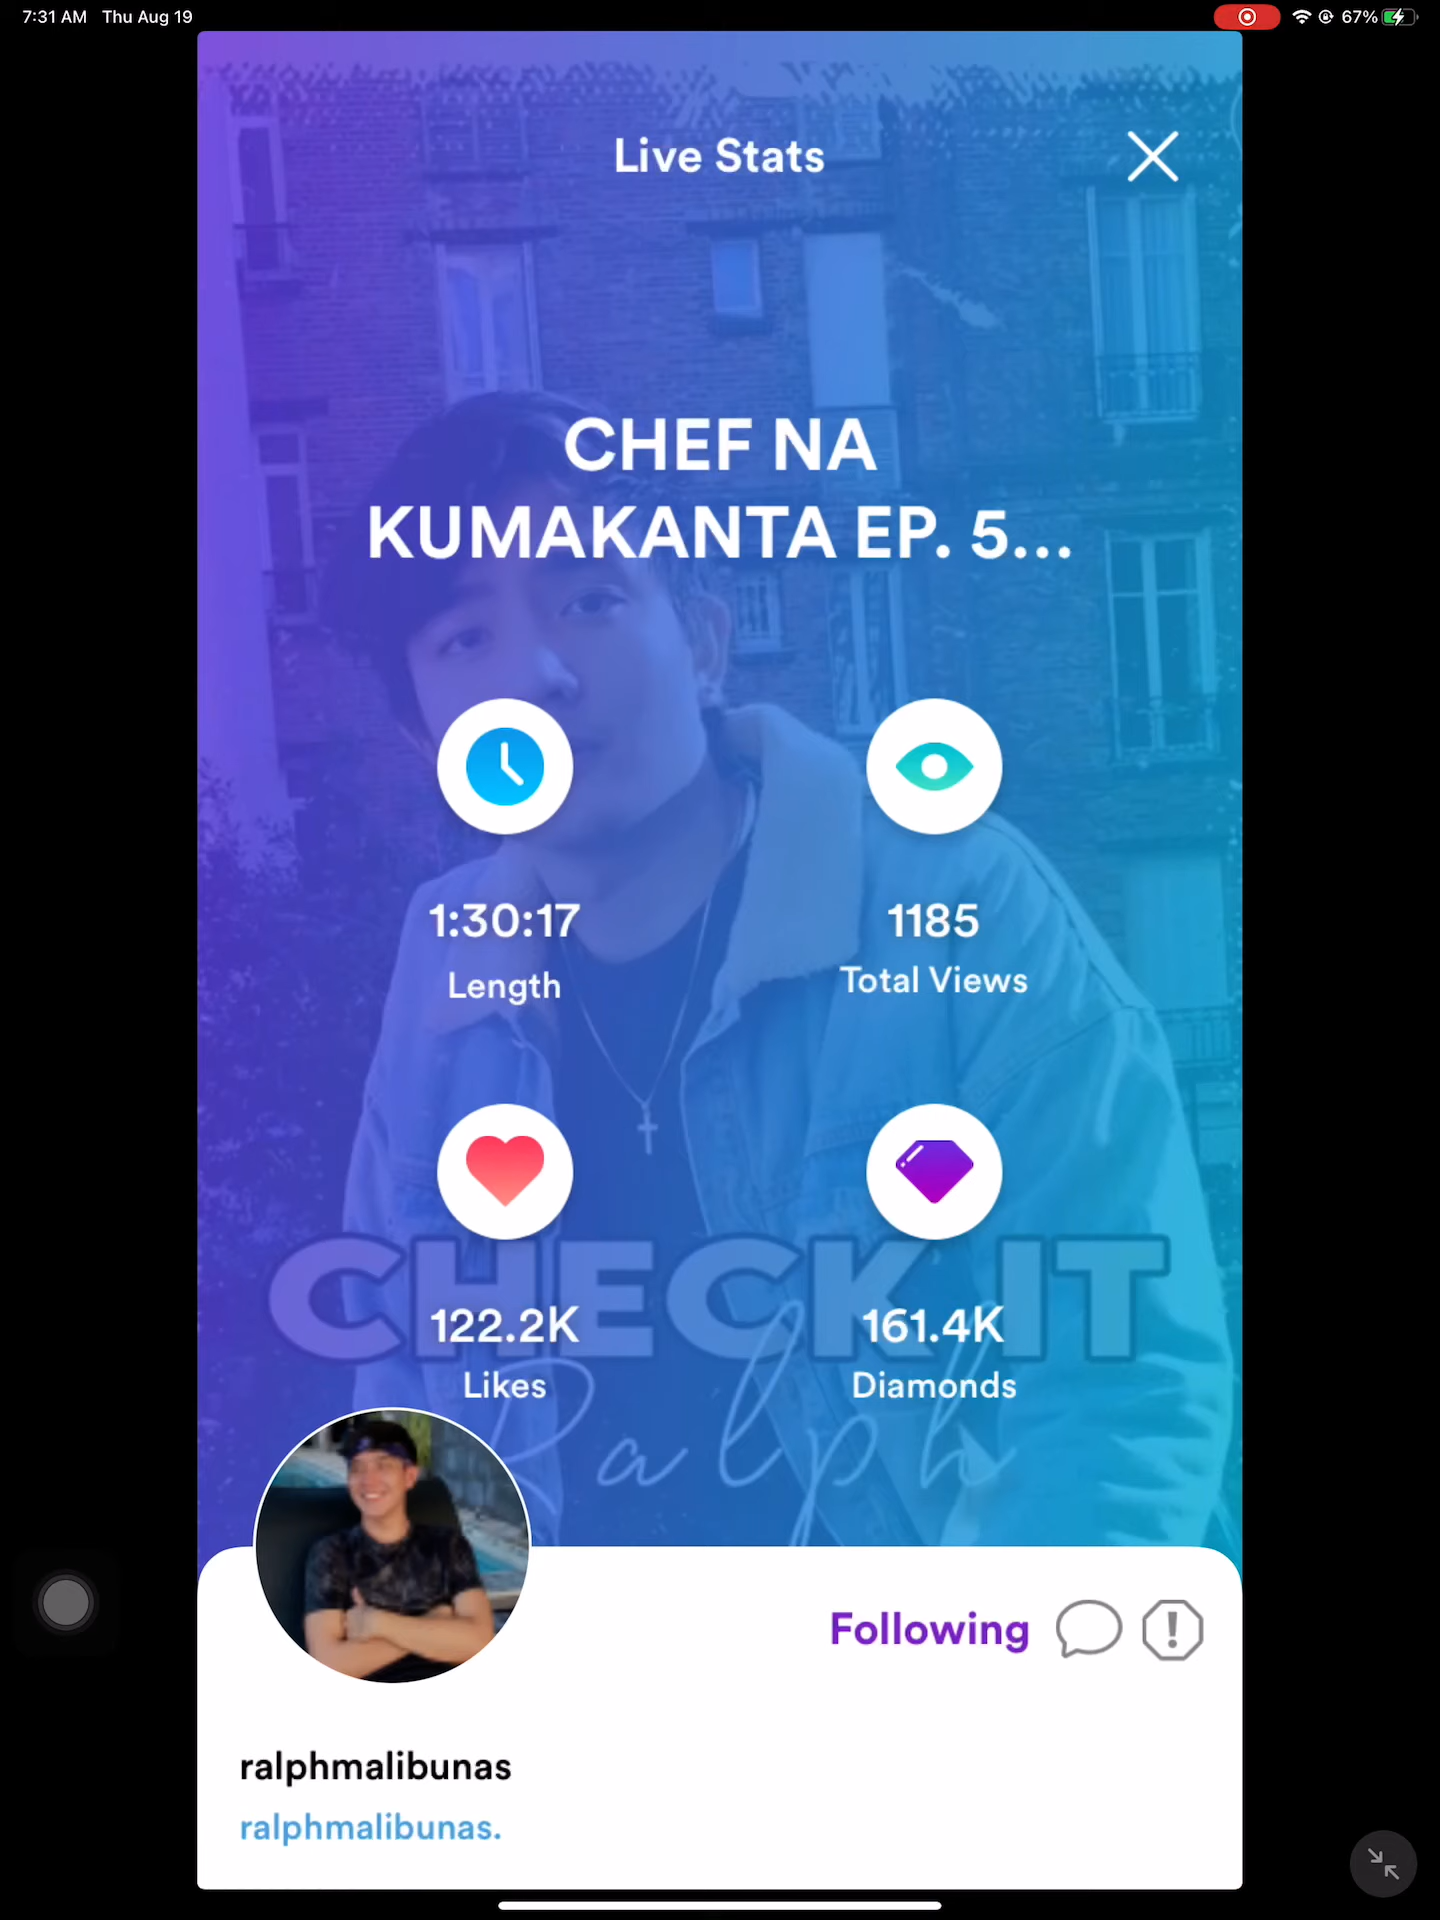 7:31 AM Thu Aug 19
67%
Live Stats
CHEF NA
KUMAKANTA EP. 5...
1:30:17
Length
1185
Total Views
CHECK IT
122.2K
Likes
161.4K
Diamonds
Ralph
Following
ralphmalibunas
ralphmalibunas.